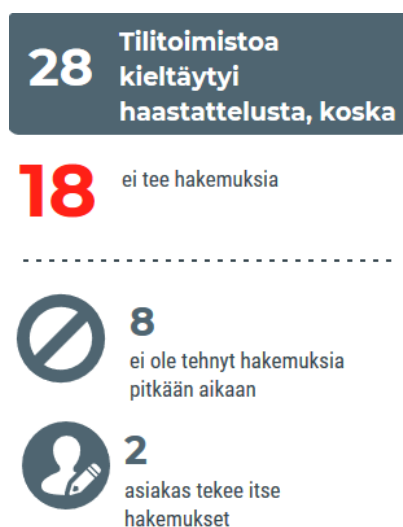 28
Tilitoimistoa
kieltäytyi
haastattelusta, koska
18
ei tee hakemuksia
8
ei ole tehnyt hakemuksia
pitkään aikaan
2
asiakas tekee itse
hakemukset